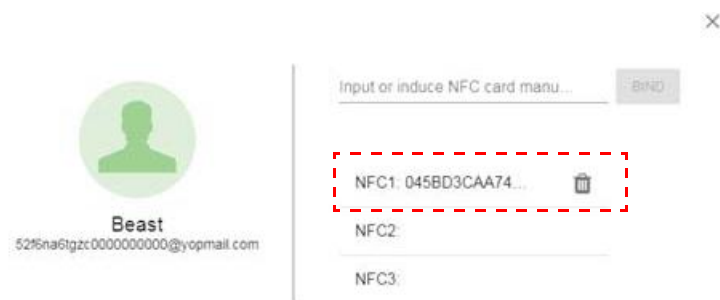 Input or induce NFC card manu...
BIND
NFC1: 045BD3CAA74...
Beast
52f6na6tgzc0000000000@yopmail.com
NFC2:
NFC3: